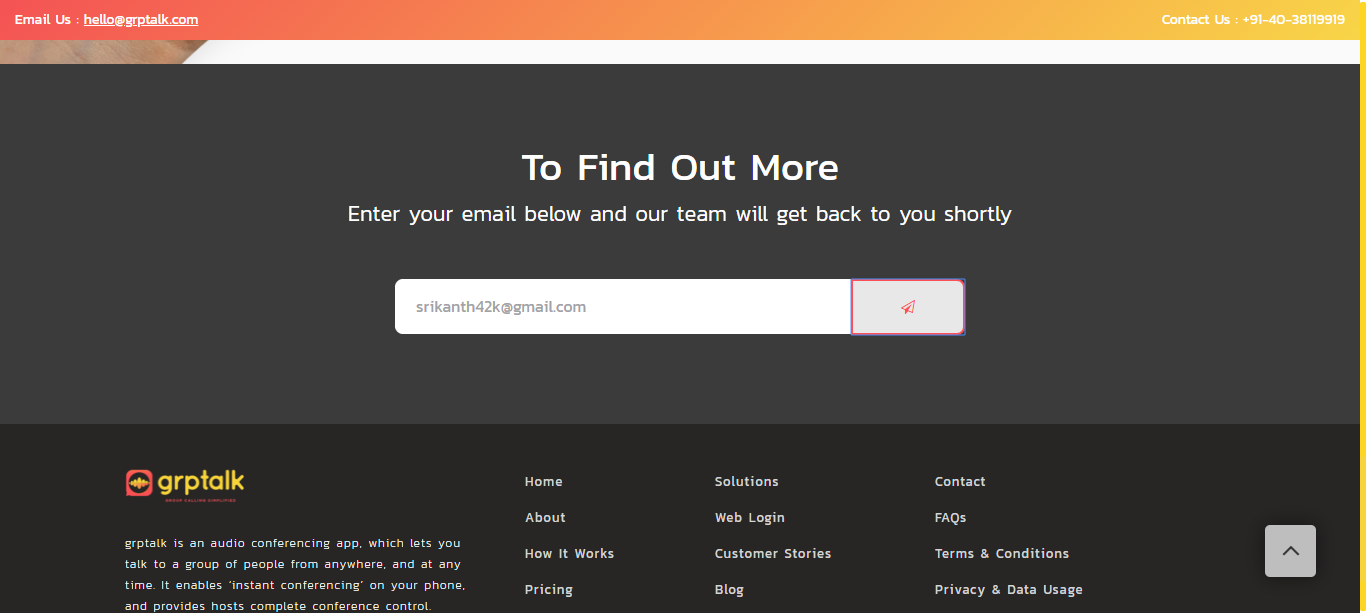 Email Us : hello@grptalk.com
Contact Us : +91-40-38119919
To Find Out More
Enter your email below and our team will get back to you shortly
srikanth42k@gmail.com
grptalk
GROUP CALLING SIMPLIFIED
grptalk is an audio conferencing app, which lets you
talk to a group of people from anywhere, and at any
time. It enables ‘instant conferencing’ on your phone,
and provides hosts complete conference control.
Home
About
How It Works
Pricing
Solutions
Web Login
Customer Stories
Blog
Contact
FAQs
Terms & Conditions
Privacy & Data Usage